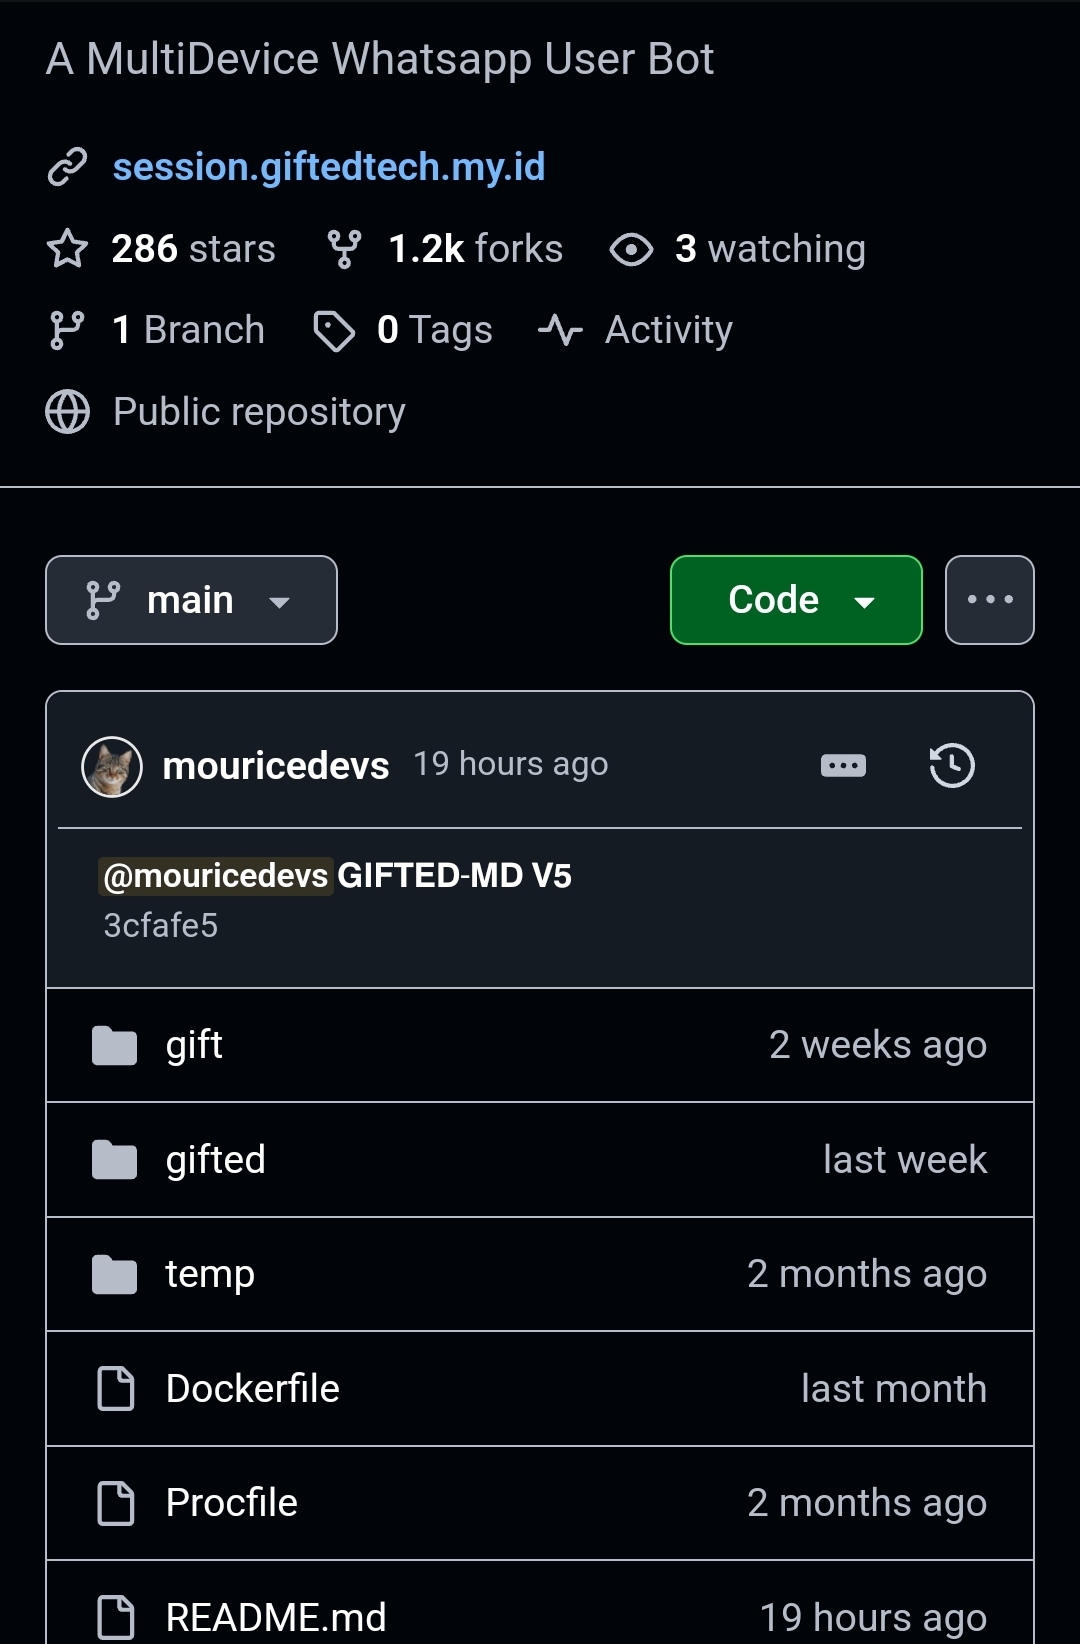 A MultiDevice Whatsapp User Bot
session.giftedtech.my.id
286 stars 1.2k forks 3 watching
1 Branch 0 Tags Activity
Public repository
main Code
mouricedevs 19 hours ago
@mouricedevs GIFTED-MD V5
3cfafe5
gift 2 weeks ago
gifted last week
temp 2 months ago
Dockerfile last month
Procfile 2 months ago
README.md 19 hours ago